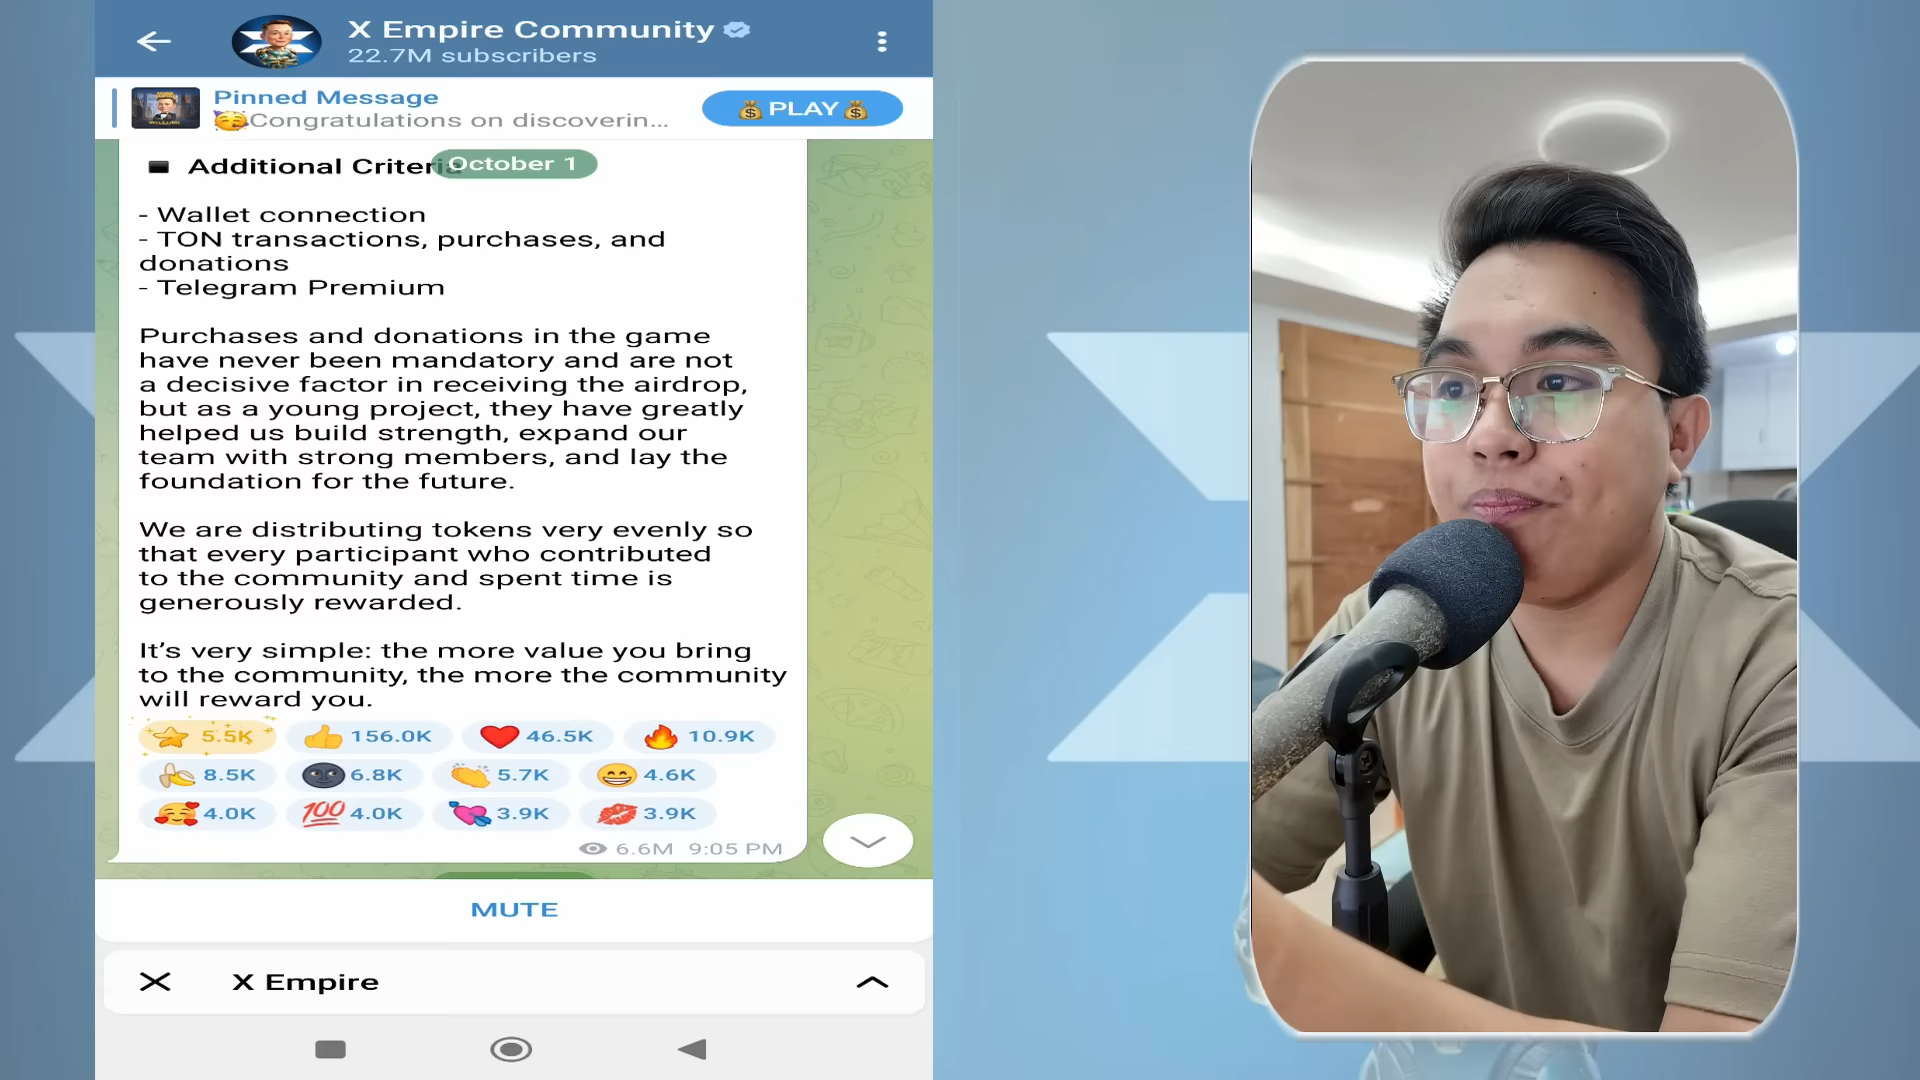 X Empire Community
22.7M subscribers
Pinned Message
Congratulations on discoverin...
PLAY
October 1
Additional Criteria
- Wallet connection
- TON transactions, purchases, and
donations
- Telegram Premium
Purchases and donations in the game
have never been mandatory and are not
a decisive factor in receiving the airdrop,
but as a young project, they have greatly
helped us build strength, expand our
team with strong members, and lay the
foundation for the future.
We are distributing tokens very evenly so
that every participant who contributed
to the community and spent time is
generously rewarded.
It's very simple: the more value you bring
to the community, the more the community
will reward you.
5.5K 156.0K 46.5K 10.9K
8.5K 6.8K 5.7K 4.6K
4.0K 100 4.0K 3.9K 3.9K
6.6M 9:05 PM
MUTE
X Empire